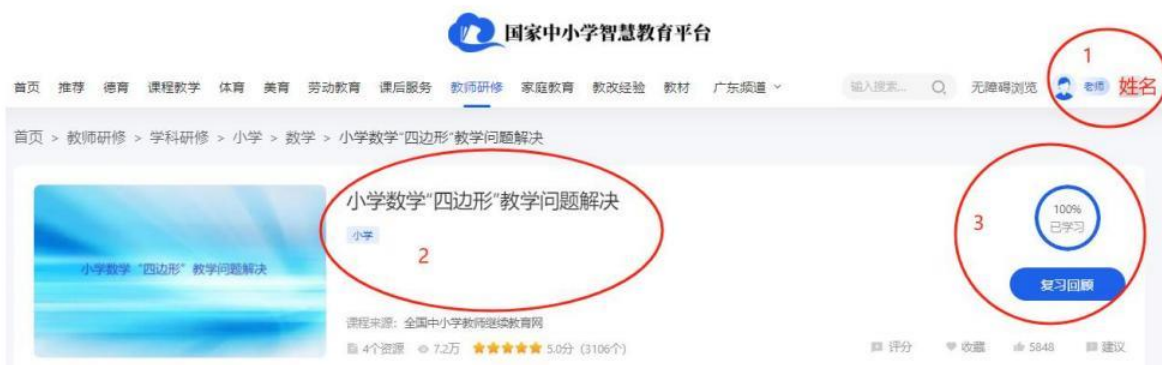 国家中小学智慧教育平台
1
首页 推荐 德育 课程教学 体育 美育 劳动教育 课后服务 教师研修 家庭教育 教改经验 教材 广东频道 输入搜索... 无障碍浏览 老师 姓名
首页 > 教师研修 > 学科研修 > 小学 > 数学 > 小学数学“四边形”教学问题解决
小学数学“四边形”教学问题解决
小学
2
3
100%
已学习
小学数学“四边形”教学问题解决
复习回顾
课程来源：全国中小学教师继续教育网
4个资源 7.2万 5.0分 (3106个) 评分 收藏 5848 建议